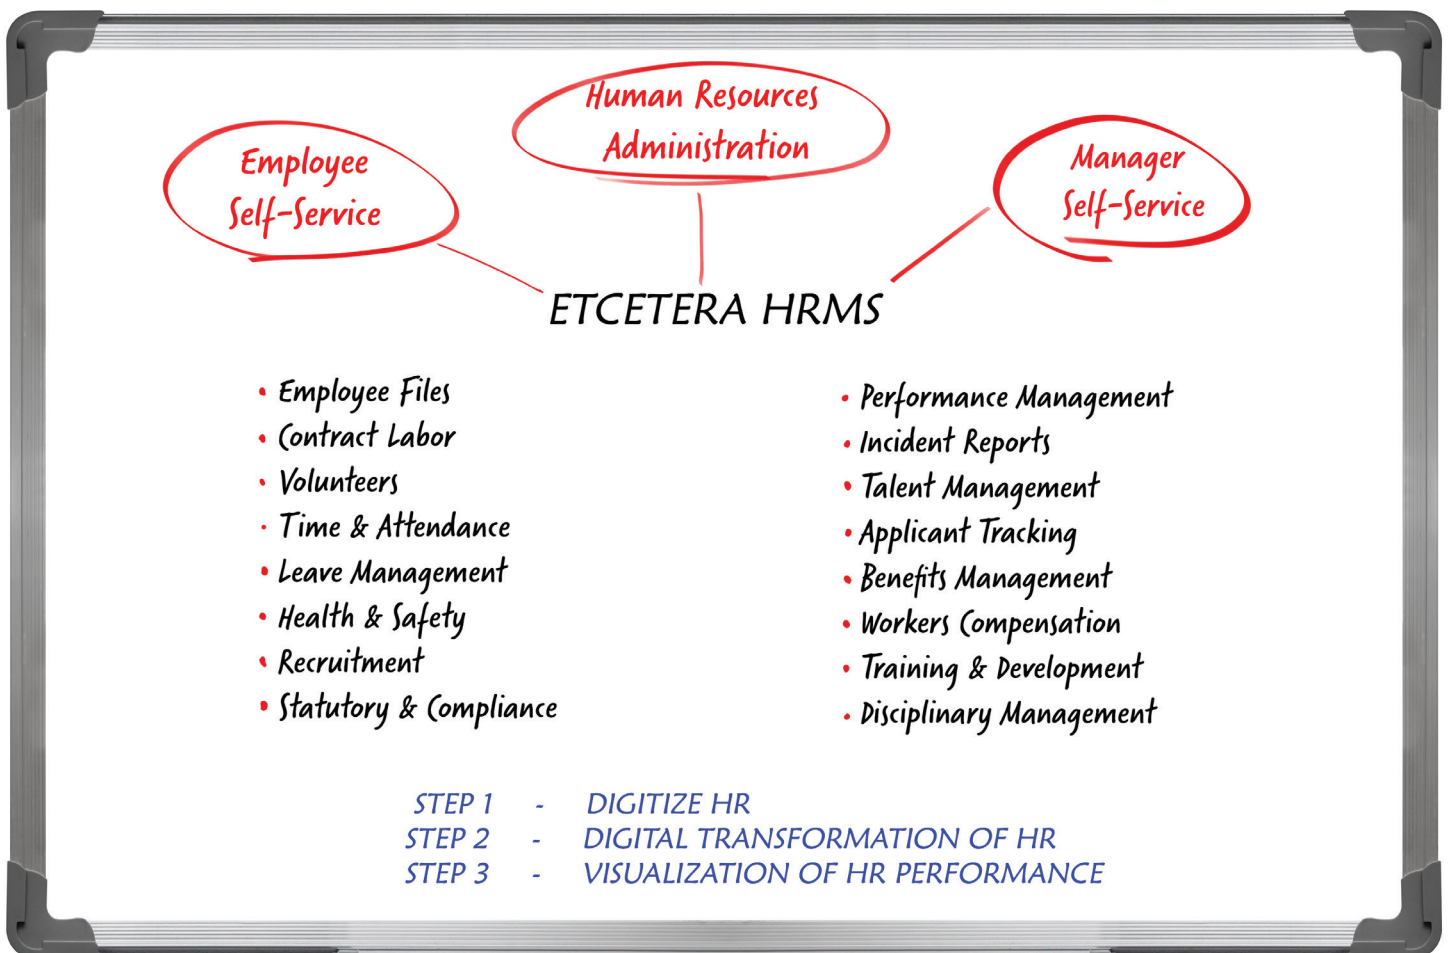 Human Resources
Administration
Employee
Self-Service
Manager
Self-Service
ETCETERA HRMS
• Employee Files
• Contract Labor
• Volunteers
• Time & Attendance
• Leave Management
• Health & Safety
• Recruitment
• Statutory & Compliance
• Performance Management
• Incident Reports
• Talent Management
• Applicant Tracking
• Benefits Management
• Workers Compensation
• Training & Development
• Disciplinary Management
STEP 1 - DIGITIZE HR
STEP 2 - DIGITAL TRANSFORMATION OF HR
STEP 3 - VISUALIZATION OF HR PERFORMANCE